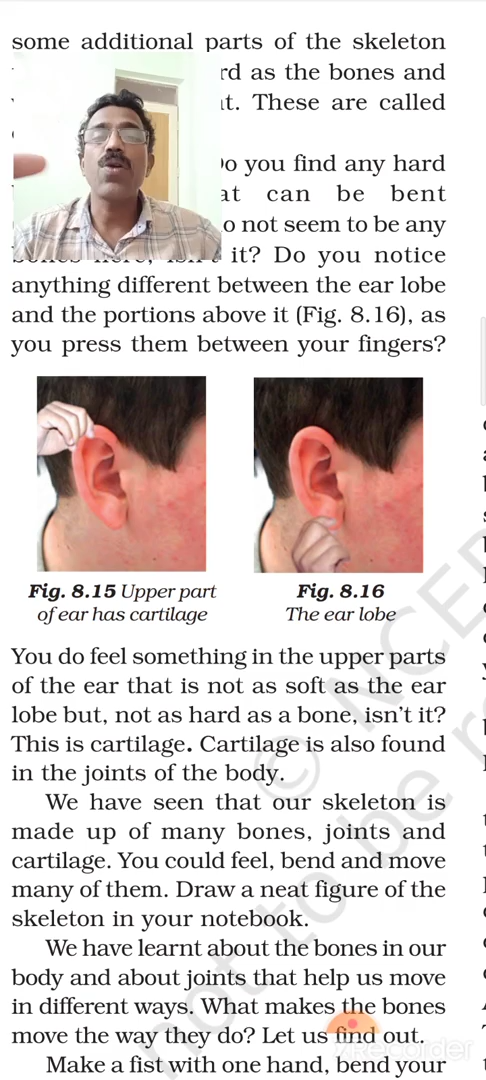 some additional parts of the skeleton
rd as the bones and
t. These are called
o you find any hard
at can be bent
o not seem to be any
bones here, isn't it? Do you notice
anything different between the ear lobe
and the portions above it (Fig. 8.16), as
you press them between your fingers?
Fig. 8.15 Upper part
of ear has cartilage
Fig. 8.16
The ear lobe
You do feel something in the upper parts
of the ear that is not as soft as the ear
lobe but, not as hard as a bone, isn't it?
This is cartilage. Cartilage is also found
in the joints of the body.
We have seen that our skeleton is
made up of many bones, joints and
cartilage. You could feel, bend and move
many of them. Draw a neat figure of the
skeleton in your notebook.
We have learnt about the bones in our
body and about joints that help us move
in different ways. What makes the bones
move the way they do? Let us find out.
Make a fist with one hand, bend your
© NCE
not to be re
Recorder